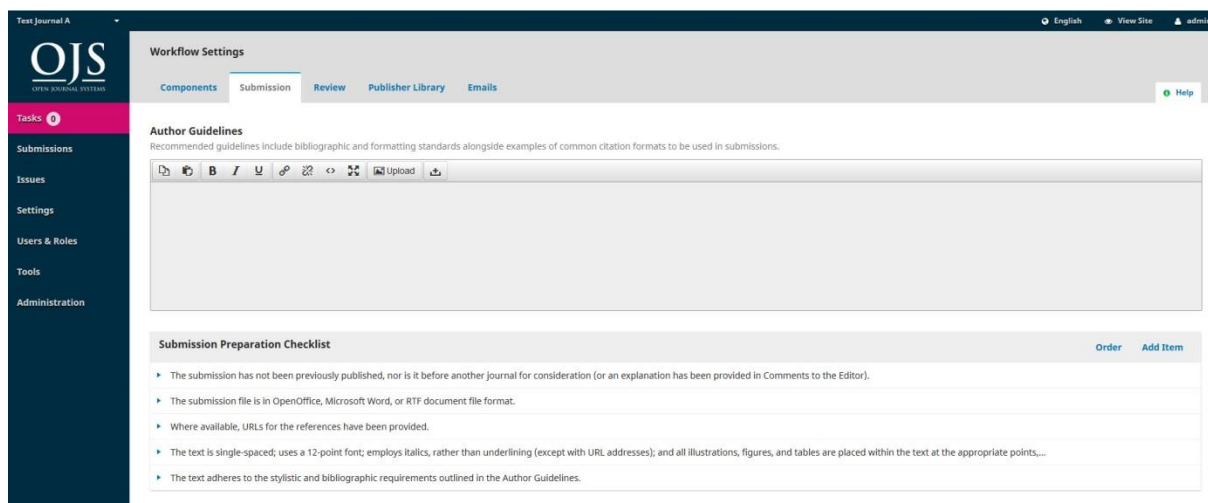 Test Journal A
English View Site admin
OJS
OPEN JOURNAL SYSTEMS
Workflow Settings
Components Submission Review Publisher Library Emails
Help
Tasks 0
Submissions
Issues
Settings
Users & Roles
Tools
Administration
Author Guidelines
Recommended guidelines include bibliographic and formatting standards alongside examples of common citation formats to be used in submissions.
B I U Upload
Submission Preparation Checklist
Order Add Item
The submission has not been previously published, nor is it before another journal for consideration (or an explanation has been provided in Comments to the Editor).
The submission file is in OpenOffice, Microsoft Word, or RTF document file format.
Where available, URLs for the references have been provided.
The text is single-spaced; uses a 12-point font; employs italics, rather than underlining (except with URL addresses); and all illustrations, figures, and tables are placed within the text at the appropriate points,...
The text adheres to the stylistic and bibliographic requirements outlined in the Author Guidelines.